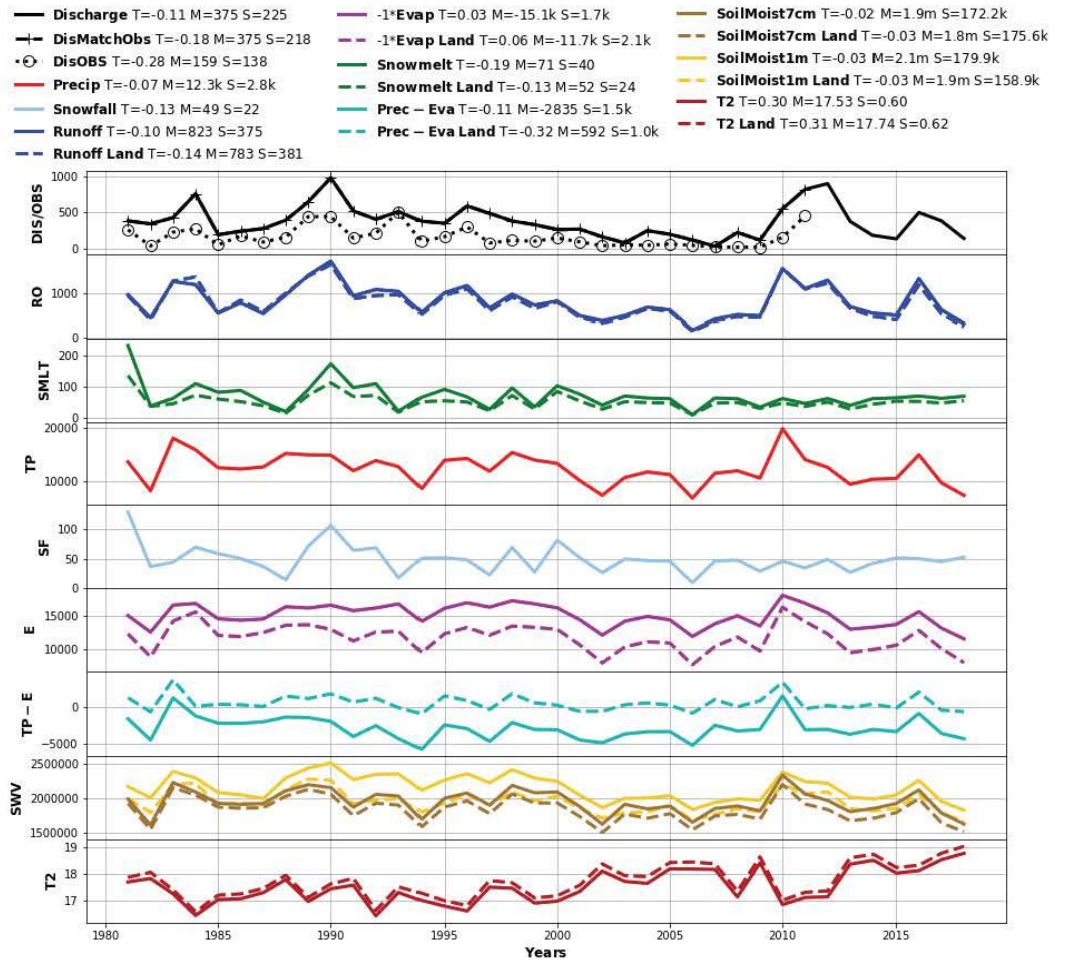 Discharge T=-0.11 M=375 S=225
DisMatchObs T=-0.18 M=375 S=218
DisOBS T=-0.28 M=159 S=138
Precip T=-0.07 M=12.3k S=2.8k
Snowfall T=-0.13 M=49 S=22
Runoff T=-0.10 M=823 S=375
Runoff Land T=-0.14 M=783 S=381
-1*Evap T=0.03 M=-15.1k S=1.7k
-1*Evap Land T=0.06 M=-11.7k S=2.1k
Snowmelt T=-0.19 M=71 S=40
Snowmelt Land T=-0.13 M=52 S=24
Prec − Eva T=-0.11 M=-2835 S=1.5k
Prec − Eva Land T=-0.32 M=592 S=1.0k
SoilMoist7cm T=-0.02 M=1.9m S=172.2k
SoilMoist7cm Land T=-0.03 M=1.8m S=175.6k
SoilMoist1m T=-0.03 M=2.1m S=179.9k
SoilMoist1m Land T=-0.03 M=1.9m S=158.9k
T2 T=0.30 M=17.53 S=0.60
T2 Land T=0.31 M=17.74 S=0.62
DIS/OBS
1000
500
0
RO
1000
0
SMLT
200
100
0
TP
20000
10000
SF
100
50
0
E
15000
10000
TP − E
0
−5000
SWV
2500000
2000000
1500000
T2
19
18
17
1980 1985 1990 1995 2000 2005 2010 2015
Years